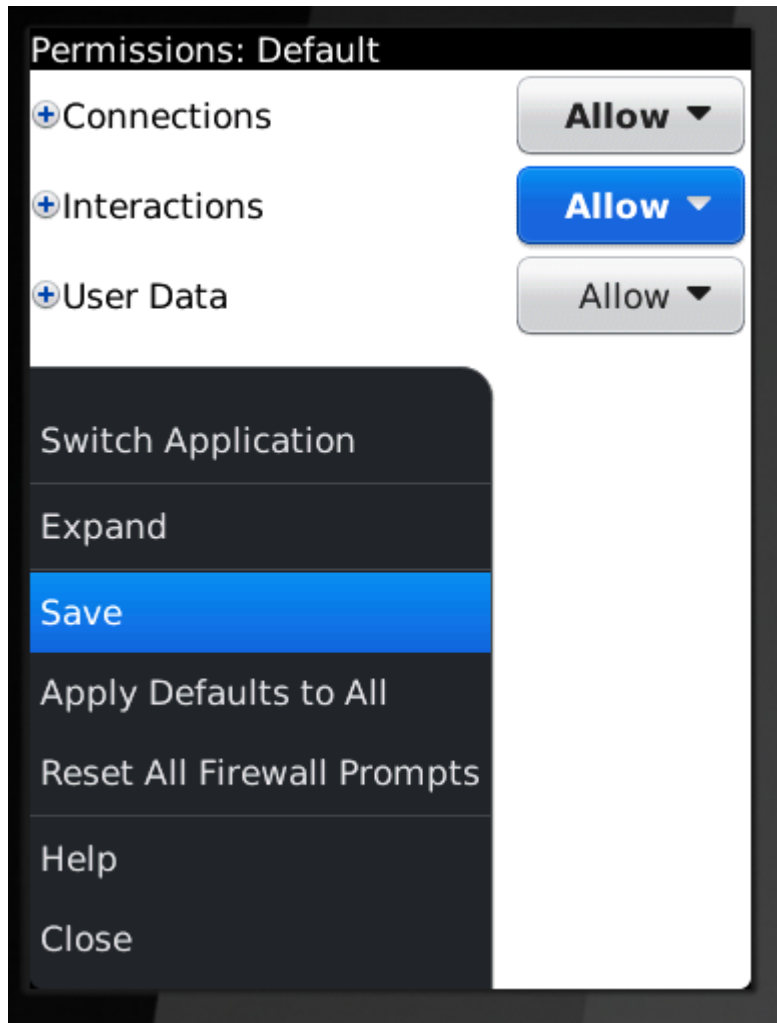 Permissions: Default
Connections Allow
Interactions Allow
User Data Allow
Switch Application
Expand
Save
Apply Defaults to All
Reset All Firewall Prompts
Help
Close